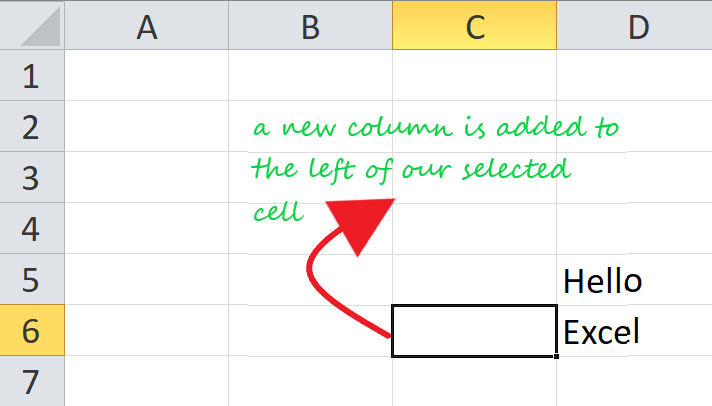 A B C D
1
2
a new column is added to
3
the left of our selected
4
cell
5 Hello
6 Excel
7